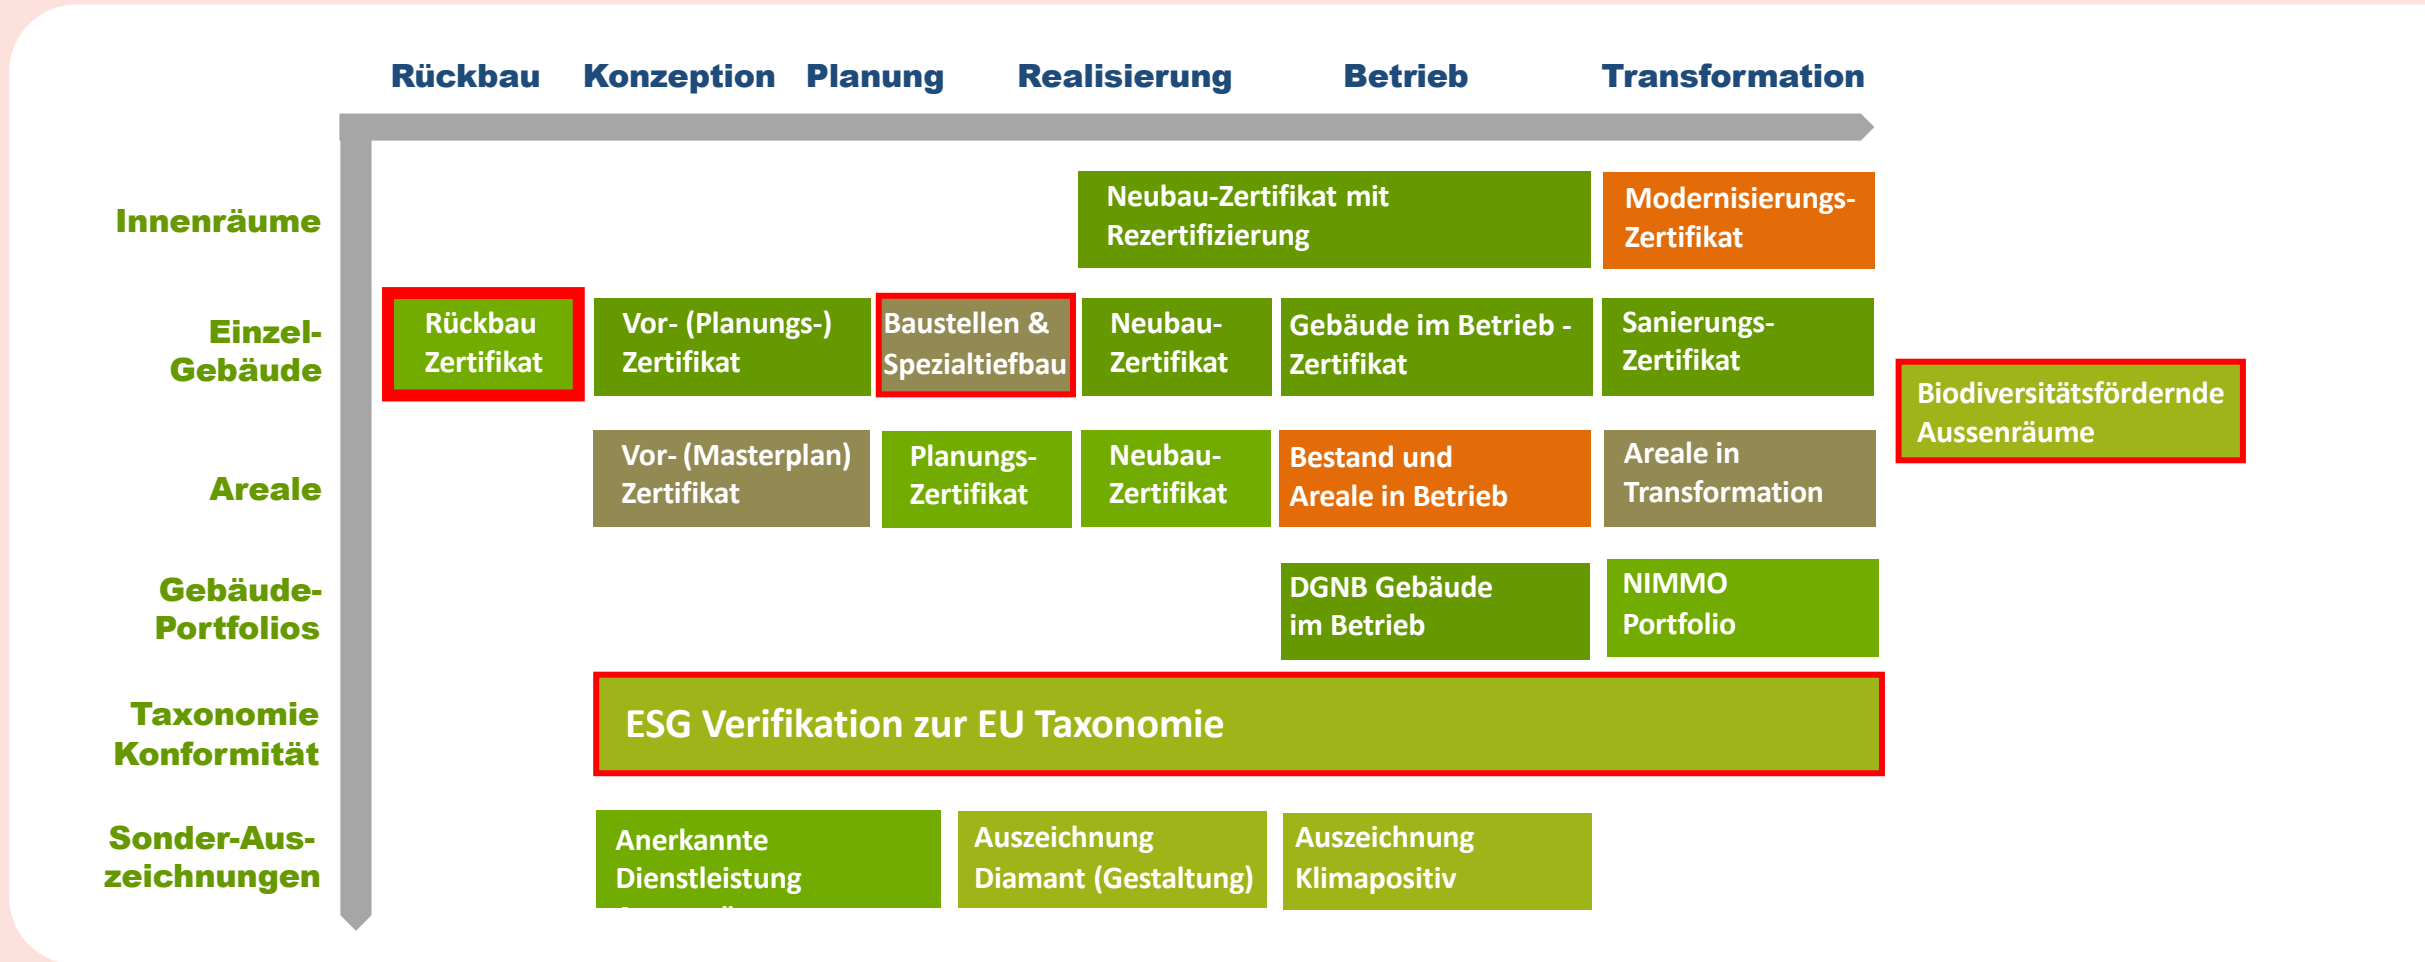 Rückbau Konzeption Planung Realisierung Betrieb Transformation
Innenräume
Neubau-Zertifikat mit
Rezertifizierung
Modernisierungs-
Zertifikat
Einzel-
Gebäude
Rückbau
Zertifikat
Vor- (Planungs-)
Zertifikat
Baustellen &
Spezialtiefbau
Neubau-
Zertifikat
Gebäude im Betrieb -
Zertifikat
Sanierungs-
Zertifikat
Biodiversitätsfördernde
Aussenräume
Areale
Vor- (Masterplan)
Zertifikat
Planungs-
Zertifikat
Neubau-
Zertifikat
Bestand und
Areale in Betrieb
Areale in
Transformation
Gebäude-
Portfolios
DGNB Gebäude
im Betrieb
NIMMO
Portfolio
Taxonomie
Konformität
ESG Verifikation zur EU Taxonomie
Sonder-Aus-
zeichnungen
Anerkannte
Dienstleistung
Auszeichnung
Diamant (Gestaltung)
Auszeichnung
Klimapositiv